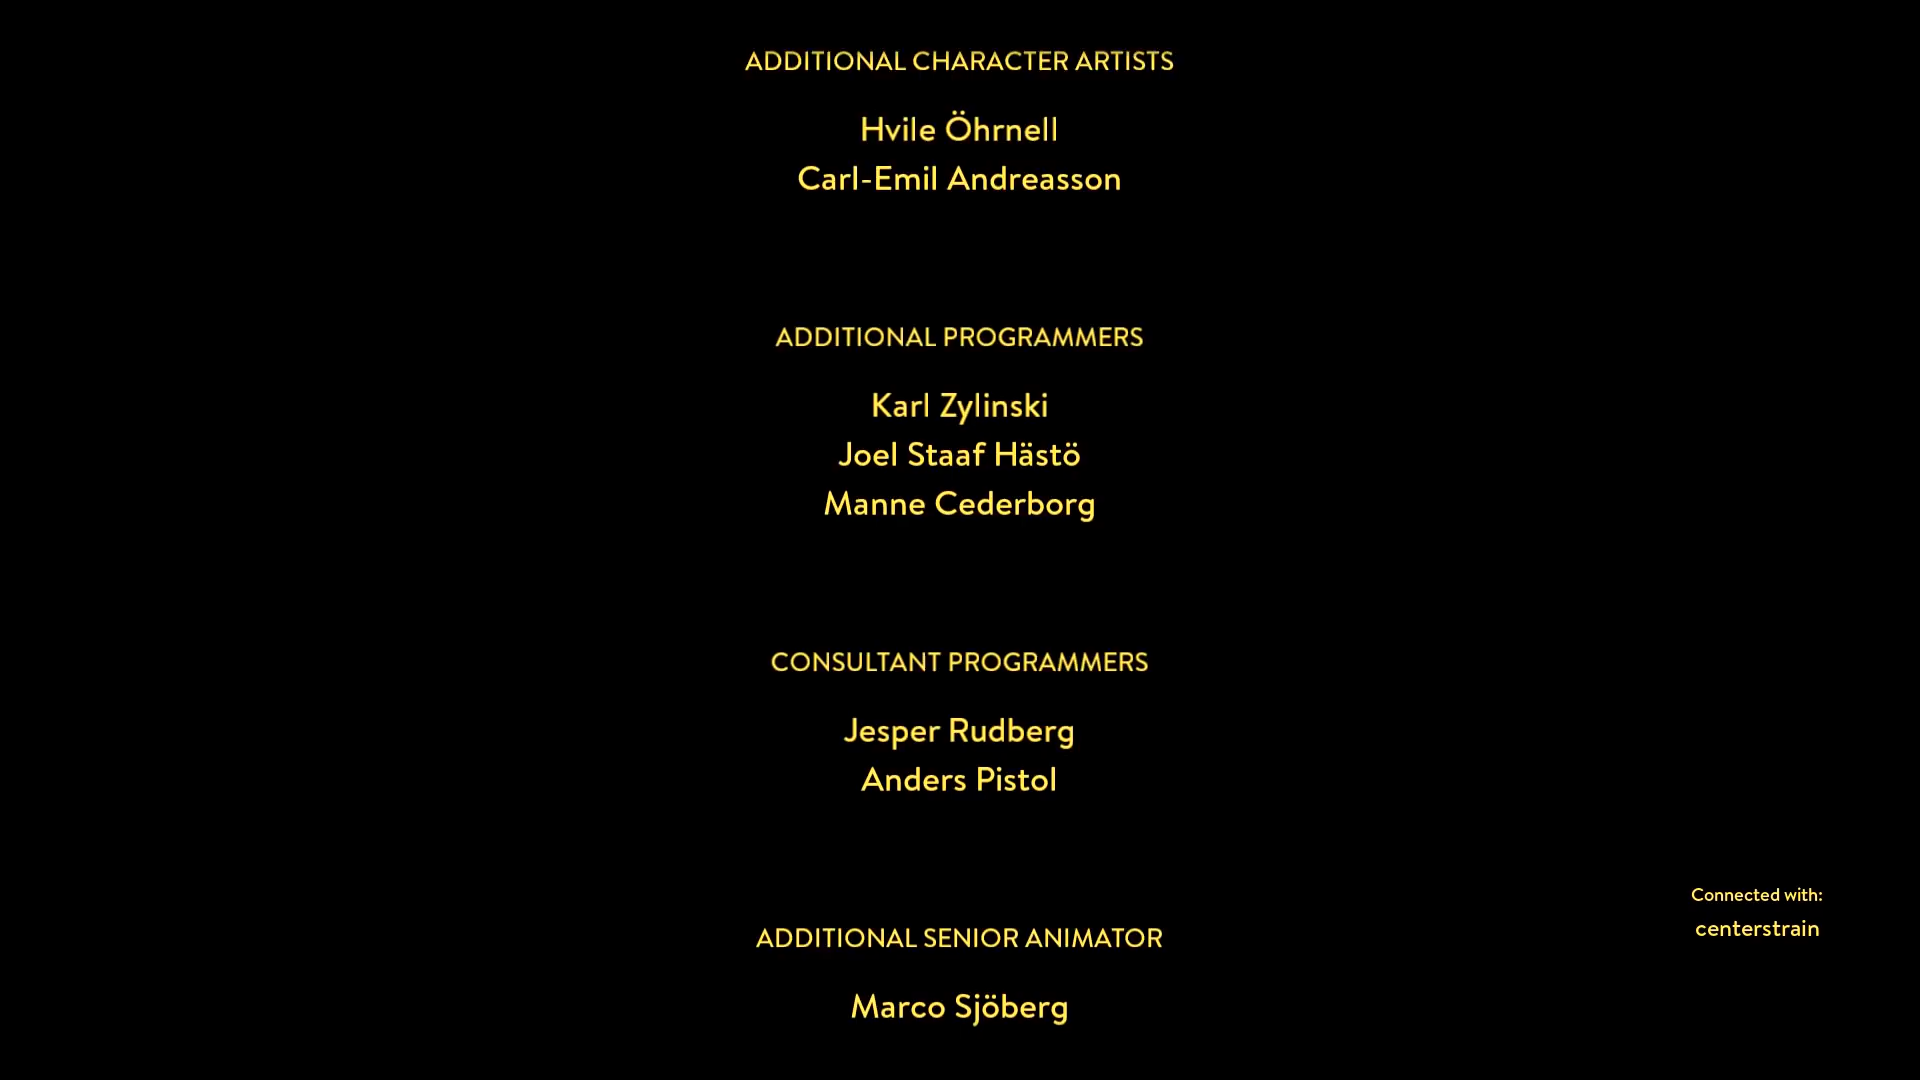 ADDITIONAL CHARACTER ARTISTS
Hvile Öhrnell
Carl-Emil Andreasson
ADDITIONAL PROGRAMMERS
Karl Zylinski
Joel Staaf Hästö
Manne Cederborg
CONSULTANT PROGRAMMERS
Jesper Rudberg
Anders Pistol
ADDITIONAL SENIOR ANIMATOR
Marco Sjöberg
Connected with:
centerstrain